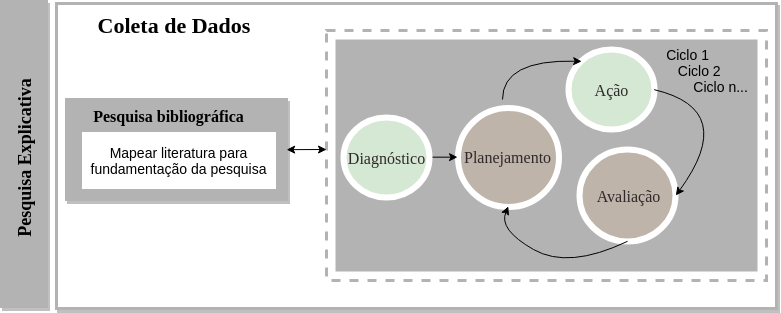 Pesquisa Explicativa
Coleta de Dados
Pesquisa bibliográfica
Mapear literatura para
fundamentação da pesquisa
Diagnóstico
Planejamento
Ação
Avaliação
Ciclo 1
Ciclo 2
Ciclo n...